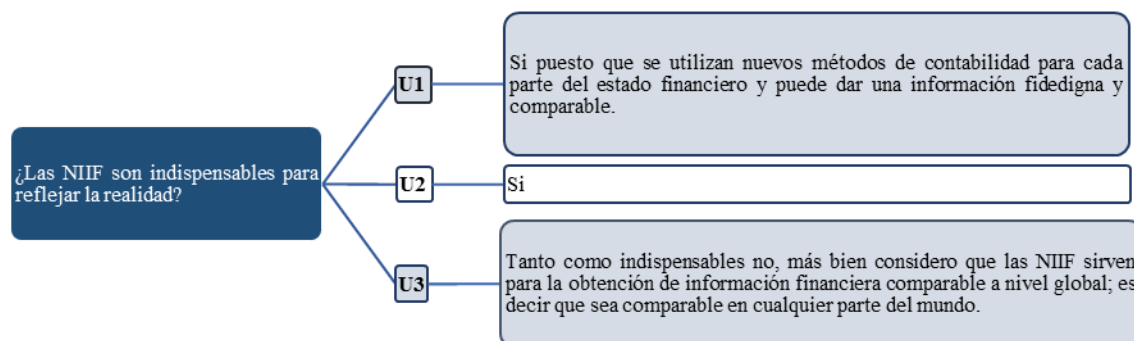 ¿Las NIIF son indispensables para
reflejar la realidad?
U1
Si puesto que se utilizan nuevos métodos de contabilidad para cada
parte del estado financiero y puede dar una información fidedigna y
comparable.
U2
Si
U3
Tanto como indispensables no, más bien considero que las NIIF sirven
para la obtención de información financiera comparable a nivel global; es
decir que sea comparable en cualquier parte del mundo.